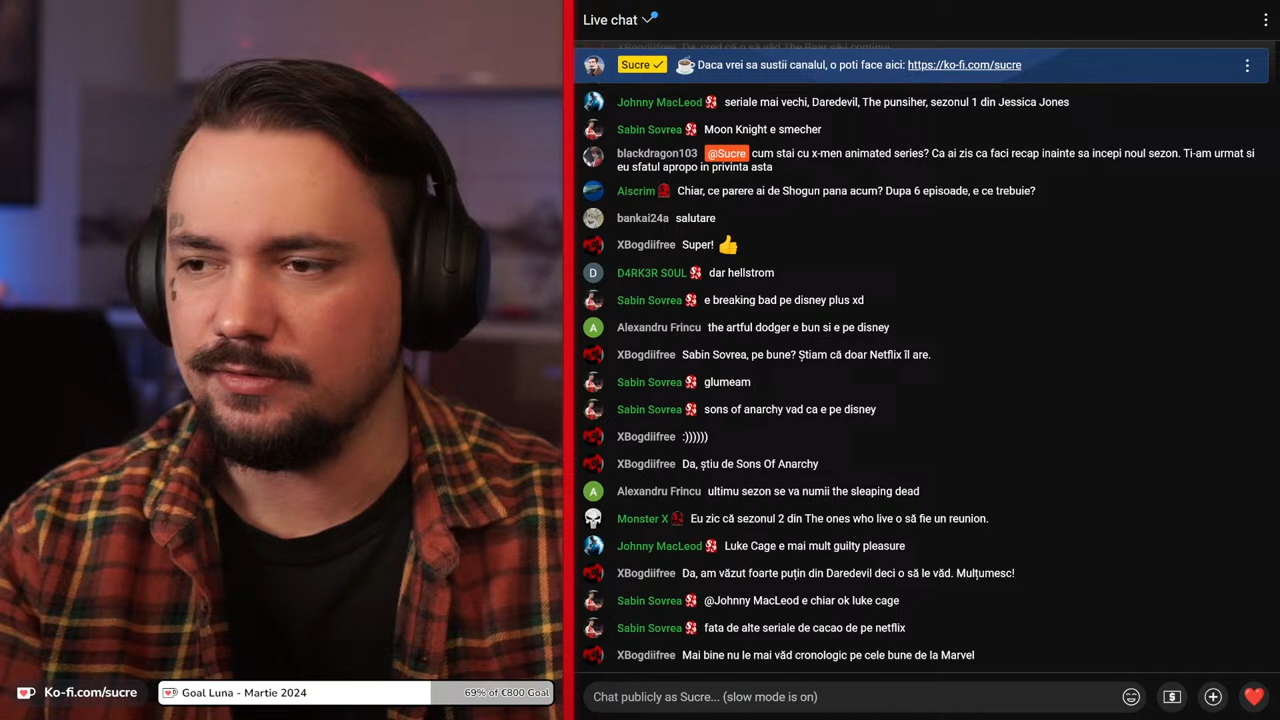 Live chat
XBogdiifree Da, cred că o să văd The Bear să-l continui
Sucre ✓ Daca vrei sa sustii canalul, o poti face aici: https://ko-fi.com/sucre
Johnny MacLeod seriale mai vechi, Daredevil, The punsiher, sezonul 1 din Jessica Jones
Sabin Sovrea Moon Knight e smecher
blackdragon103 @Sucre cum stai cu x-men animated series? Ca ai zis ca faci recap inainte sa incepi noul sezon. Ti-am urmat si
eu sfatul apropo in privinta asta
Aiscrim Chiar, ce parere ai de Shogun pana acum? Dupa 6 episoade, e ce trebuie?
bankai24a salutare
XBogdiifree Super! 👍
D D4RK3R S0UL dar hellstrom
Sabin Sovrea e breaking bad pe disney plus xd
A Alexandru Frincu the artful dodger e bun si e pe disney
XBogdiifree Sabin Sovrea, pe bune? Știam că doar Netflix îl are.
Sabin Sovrea glumeam
Sabin Sovrea sons of anarchy vad ca e pe disney
XBogdiifree :))))))
XBogdiifree Da, știu de Sons Of Anarchy
A Alexandru Frincu ultimu sezon se va numii the sleaping dead
Monster X Eu zic că sezonul 2 din The ones who live o să fie un reunion.
Johnny MacLeod Luke Cage e mai mult guilty pleasure
XBogdiifree Da, am văzut foarte puțin din Daredevil deci o să le văd. Mulțumesc!
Sabin Sovrea @Johnny MacLeod e chiar ok luke cage
Sabin Sovrea fata de alte seriale de cacao de pe netflix
XBogdiifree Mai bine nu le mai văd cronologic pe cele bune de la Marvel
Chat publicly as Sucre... (slow mode is on)
Ko-fi.com/sucre
Goal Luna - Martie 2024
69% of €800 Goal